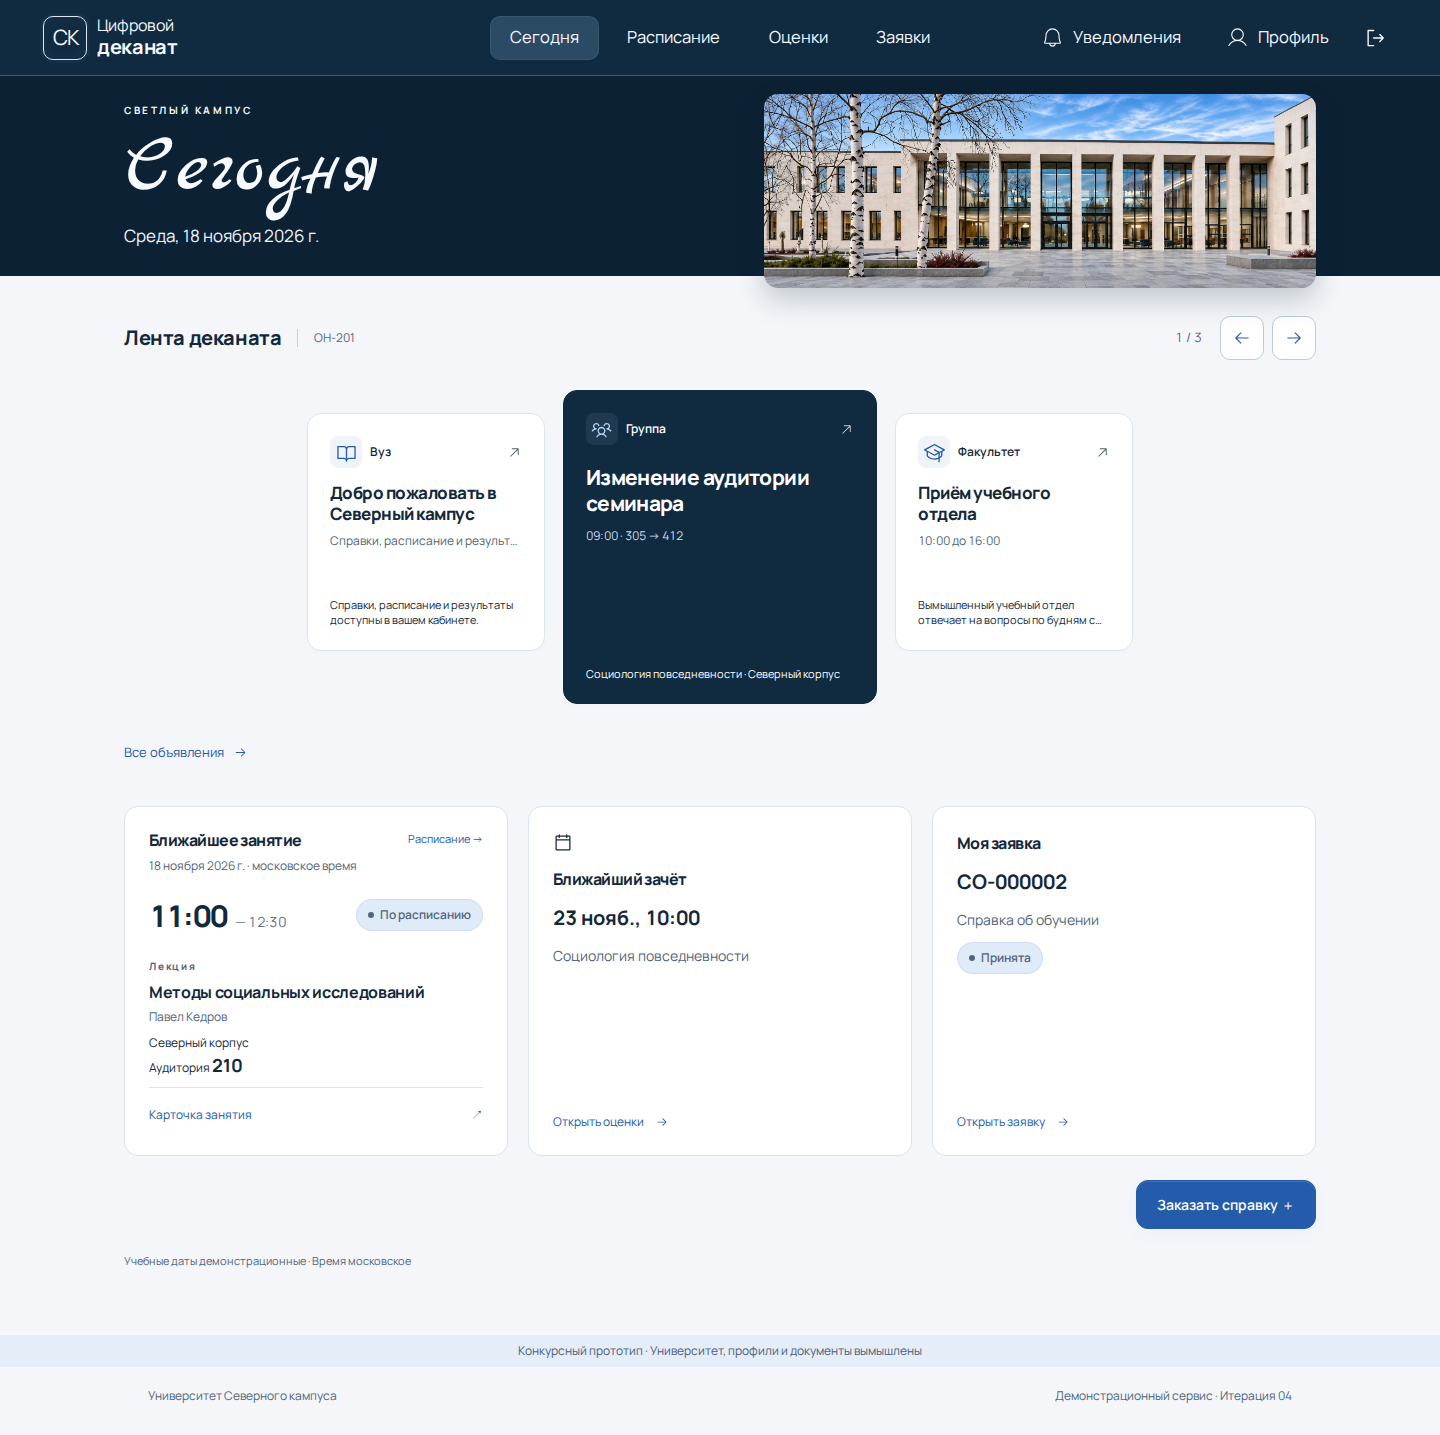 СК
Цифровой
деканат
Сегодня
Расписание
Оценки
Заявки
Уведомления
Профиль
СВЕТЛЫЙ КАМПУС
Сегодня
Среда, 18 ноября 2026 г.
Лента деканата
ОН-201
1 / 3
Вуз
Добро пожаловать в
Северный кампус
Справки, расписание и результ…
Справки, расписание и результаты
доступны в вашем кабинете.
Группа
Изменение аудитории
семинара
09:00 · 305 → 412
Социология повседневности · Северный корпус
Факультет
Приём учебного
отдела
10:00 до 16:00
Вымышленный учебный отдел
отвечает на вопросы по будням с…
Все объявления →
Ближайшее занятие
Расписание →
18 ноября 2026 г. · московское время
11:00 — 12:30
По расписанию
Лекция
Методы социальных исследований
Павел Кедров
Северный корпус
Аудитория 210
Карточка занятия ↗
Ближайший зачёт
23 нояб., 10:00
Социология повседневности
Открыть оценки →
Моя заявка
СО-000002
Справка об обучении
Принята
Открыть заявку →
Заказать справку +
Учебные даты демонстрационные · Время московское
Конкурсный прототип · Университет, профили и документы вымышлены
Университет Северного кампуса
Демонстрационный сервис · Итерация 04